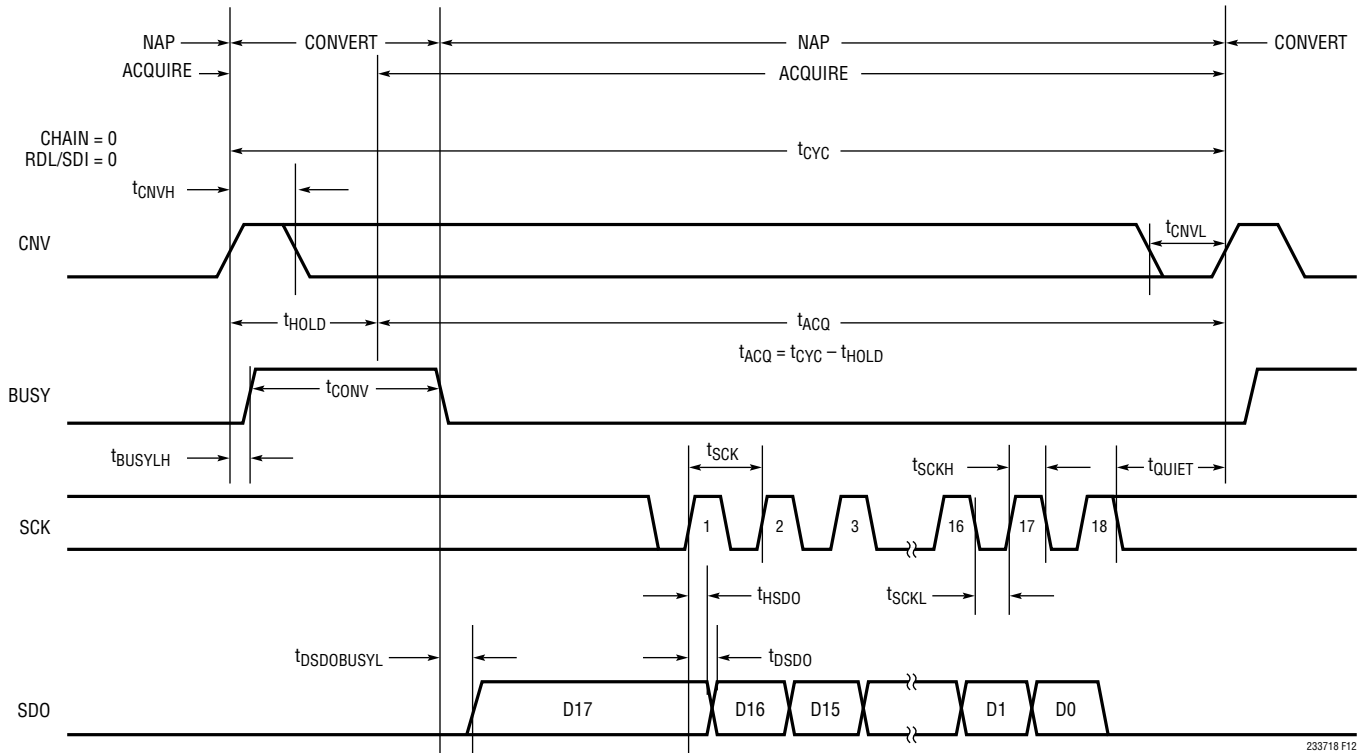 NAP CONVERT NAP CONVERT
ACQUIRE ACQUIRE
CHAIN = 0
RDL/SDI = 0
tCYC
tCNVH
CNV
tCNVL
tHOLD tACQ
tACQ = tCYC – tHOLD
BUSY
tCONV
tBUSYLH
tSCK tSCKH tQUIET
SCK 1 2 3 16 17 18
tHSDO tSCKL
tDSDOBUSYL tDSDO
SDO D17 D16 D15 D1 D0
233718 F12